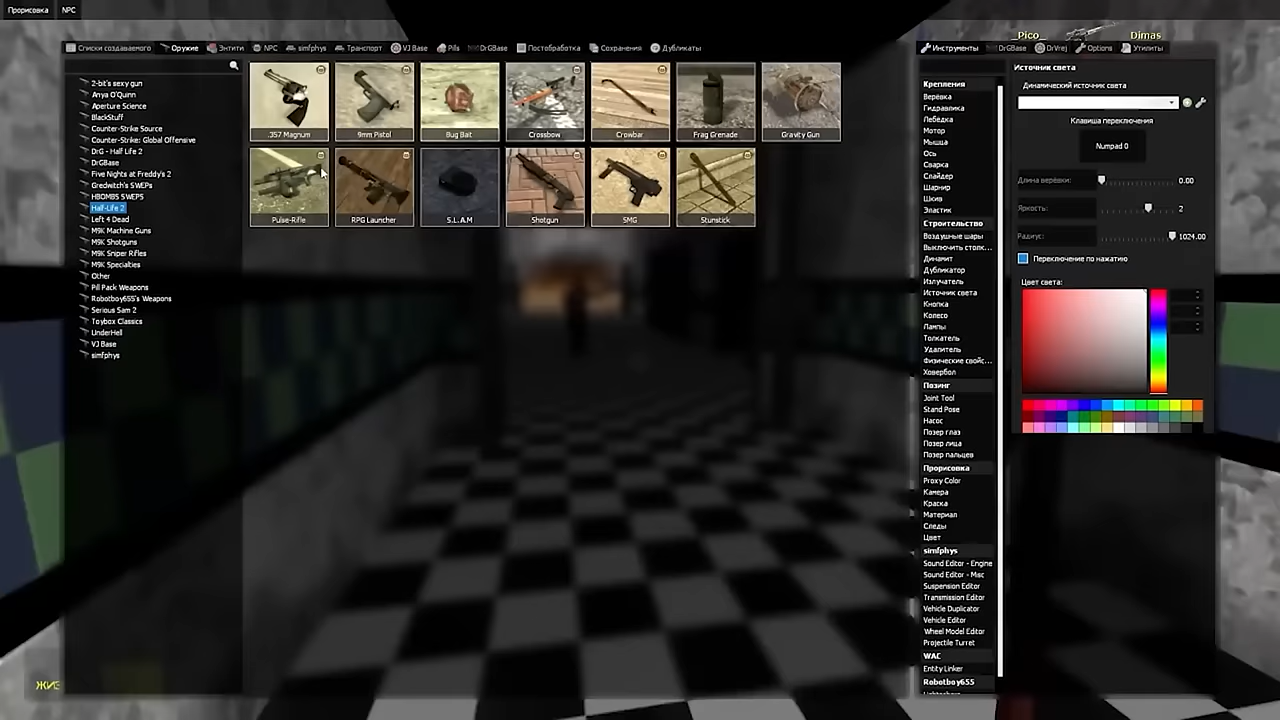 Прорисовка NPC
_Pico_ Dimas
Списки создаваемого Оружие Энтити NPC simfphys Транспорт VJ Base Pils DrGBase Постобработка Сохранения Дубликаты
Инструменты DrGBase DrVrej Options Утилиты
2-bit's sexy gun
Anya O'Quinn
Aperture Science
BlackStuff
Counter-Strike Source
Counter-Strike: Global Offensive
DrG - Half Life 2
DrGBase
Five Nights at Freddy's 2
Gredwitch's SWEPs
HBOMBS SWEPS
Half-Life 2
Left 4 Dead
M9K Machine Guns
M9K Shotguns
M9K Sniper Rifles
M9K Specialties
Other
Pill Pack Weapons
Robotboy655's Weapons
Serious Sam 2
Toybox Classics
UnderHell
VJ Base
simfphys
.357 Magnum
9mm Pistol
Bug Bait
Crossbow
Crowbar
Frag Grenade
Gravity Gun
Pulse-Rifle
RPG Launcher
S.L.A.M
Shotgun
SMG
Stunstick
Крепления
Верёвка
Гидравлика
Лебедка
Мотор
Мышца
Ось
Сварка
Слайдер
Шарнир
Шкив
Эластик
Строительство
Воздушные шары
Выключить столк...
Динамит
Дубликатор
Излучатель
Источник света
Кнопка
Колесо
Лампы
Толкатель
Удалитель
Физические свойс...
Ховербол
Позинг
Joint Tool
Stand Pose
Насос
Позер глаз
Позер лица
Позер пальцев
Прорисовка
Proxy Color
Камера
Краска
Материал
Следы
Цвет
simfphys
Sound Editor - Engine
Sound Editor - Misc
Suspension Editor
Transmission Editor
Vehicle Duplicator
Vehicle Editor
Wheel Model Editor
Projectile Turret
WAC
Entity Linker
Robotboy655
Источник света
Динамический источник света
Клавиша переключения
Numpad 0
Длина верёвки: 0.00
Яркость: 2
Радиус: 1024.00
Переключение по нажатию
Цвет света: